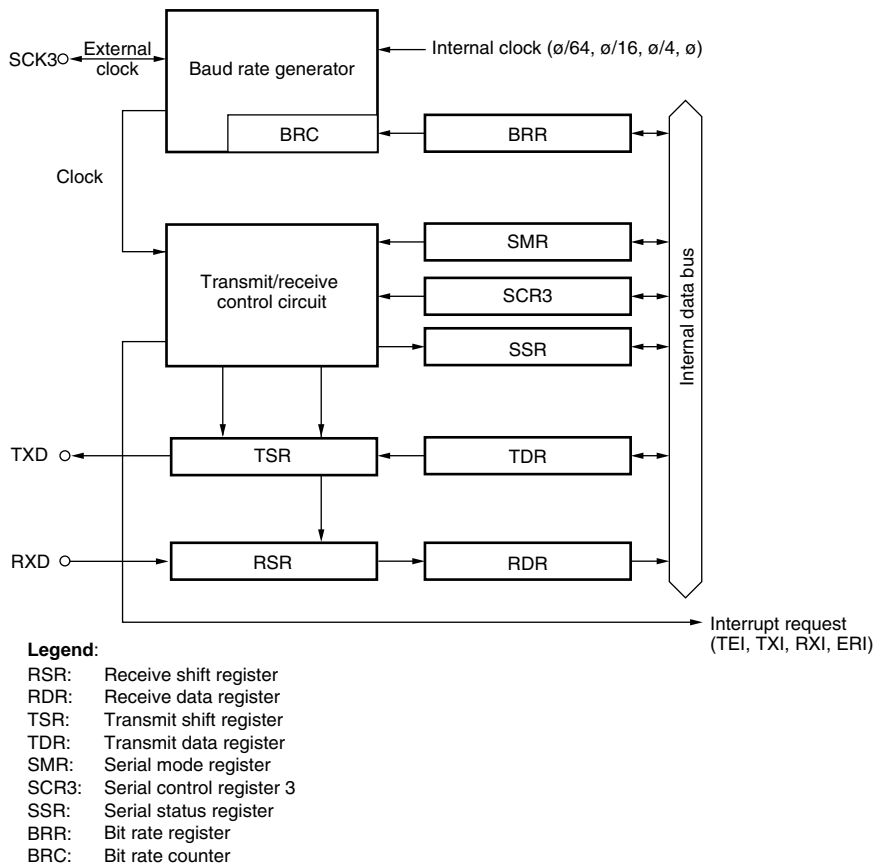 SCK3
External
clock
Baud rate generator
Internal clock (ø/64, ø/16, ø/4, ø)
BRC
BRR
Clock
Transmit/receive
control circuit
SMR
SCR3
SSR
Internal data bus
TXD
TSR
TDR
RXD
RSR
RDR
Interrupt request
(TEI, TXI, RXI, ERI)
Legend:
RSR: Receive shift register
RDR: Receive data register
TSR: Transmit shift register
TDR: Transmit data register
SMR: Serial mode register
SCR3: Serial control register 3
SSR: Serial status register
BRR: Bit rate register
BRC: Bit rate counter